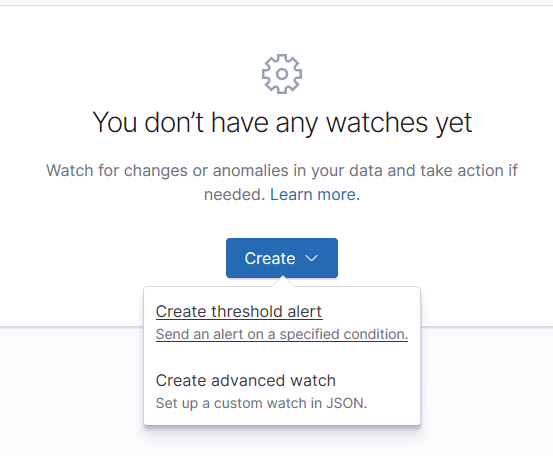 You don’t have any watches yet
Watch for changes or anomalies in your data and take action if
needed. Learn more.
Create
Create threshold alert
Send an alert on a specified condition.
Create advanced watch
Set up a custom watch in JSON.